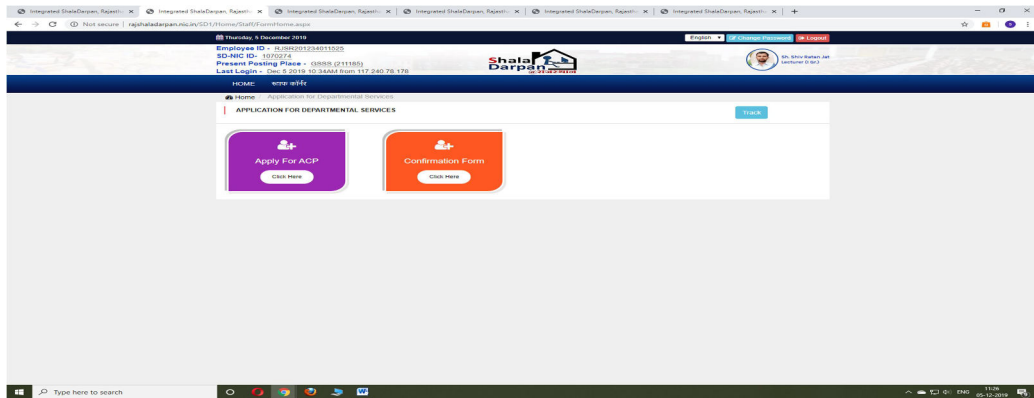 Integrated ShalaDarpan, Rajasth Integrated ShalaDarpan, Rajasth Integrated ShalaDarpan, Rajasth Integrated ShalaDarpan, Rajasth Integrated ShalaDarpan, Rajasth Integrated ShalaDarpan, Rajasth
Not secure | rajshaladarpan.nic.in/SD1/Home/Staff/FormHome.aspx
Thursday, 5 December 2019 English Change Password Logout
Employee ID - RJSR201234011525
SD-NIC ID- 1070274
Present Posting Place - GSSS (211185)
Last Login - Dec 5 2019 10:34AM from 117.240.78.178
Shala
Darpan
राजस्थान
Sh. Shiv Ratan Jat
Lecturer (I Gr.)
HOME स्टाफ कॉर्नर
Home Application for Departmental Services
APPLICATION FOR DEPARTMENTAL SERVICES Track
Apply For ACP Confirmation Form
Click Here Click Here
Type here to search
ENG 11:26
05-12-2019